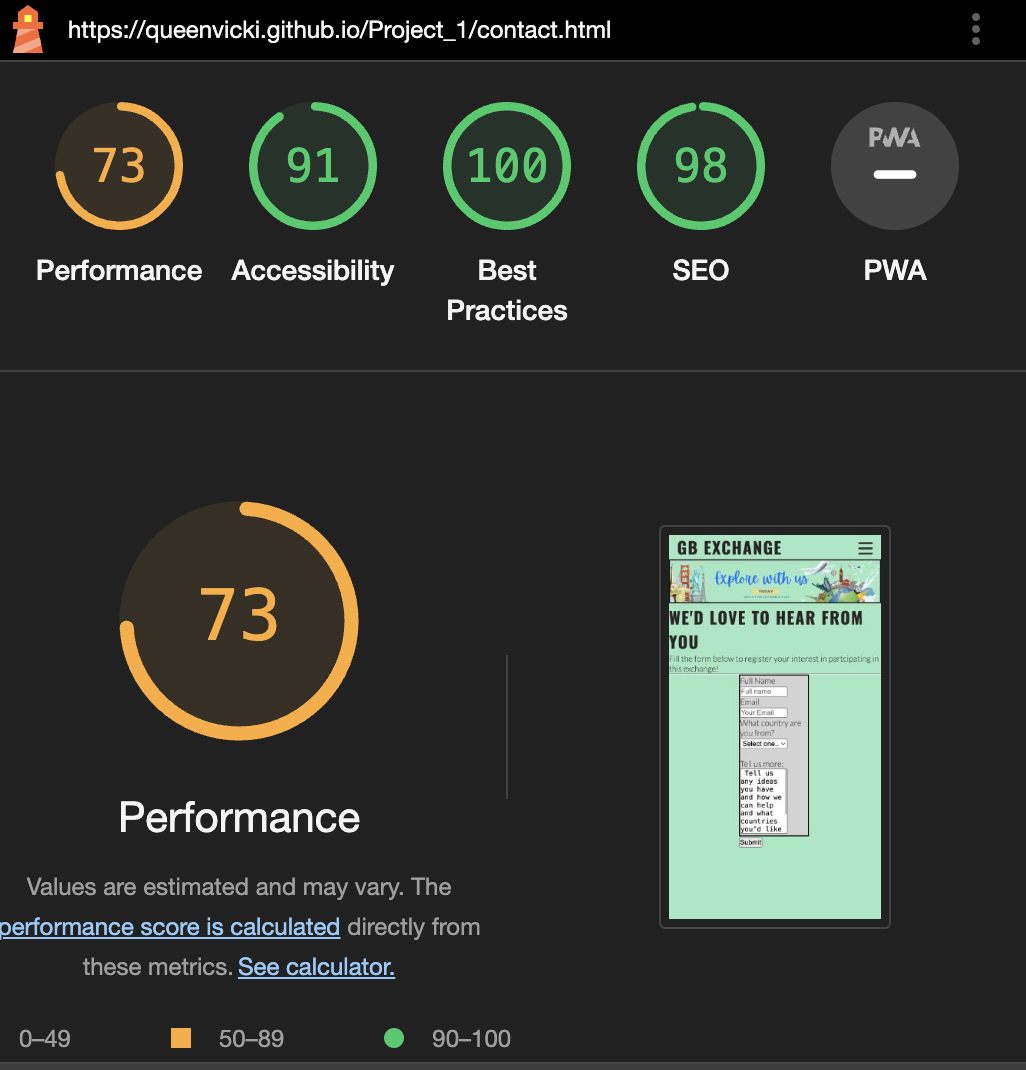 https://queenvicki.github.io/Project_1/contact.html
73
91
100
98
PWA
Performance
Accessibility
Best
Practices
SEO
PWA
73
Performance
Values are estimated and may vary. The
performance score is calculated directly from
these metrics. See calculator.
0–49
50–89
90–100
GB EXCHANGE
Explore with us
TODAY
WE'D LOVE TO HEAR FROM
YOU
Fill the form below to register your interest in partcipating in
this exchange!
Full Name
Full name
Email
Your Email
What country are
you from?
Select one..
Tell us more:
Tell us
any ideas
you have
and how we
can help
and what
countries
you'd like
Submit